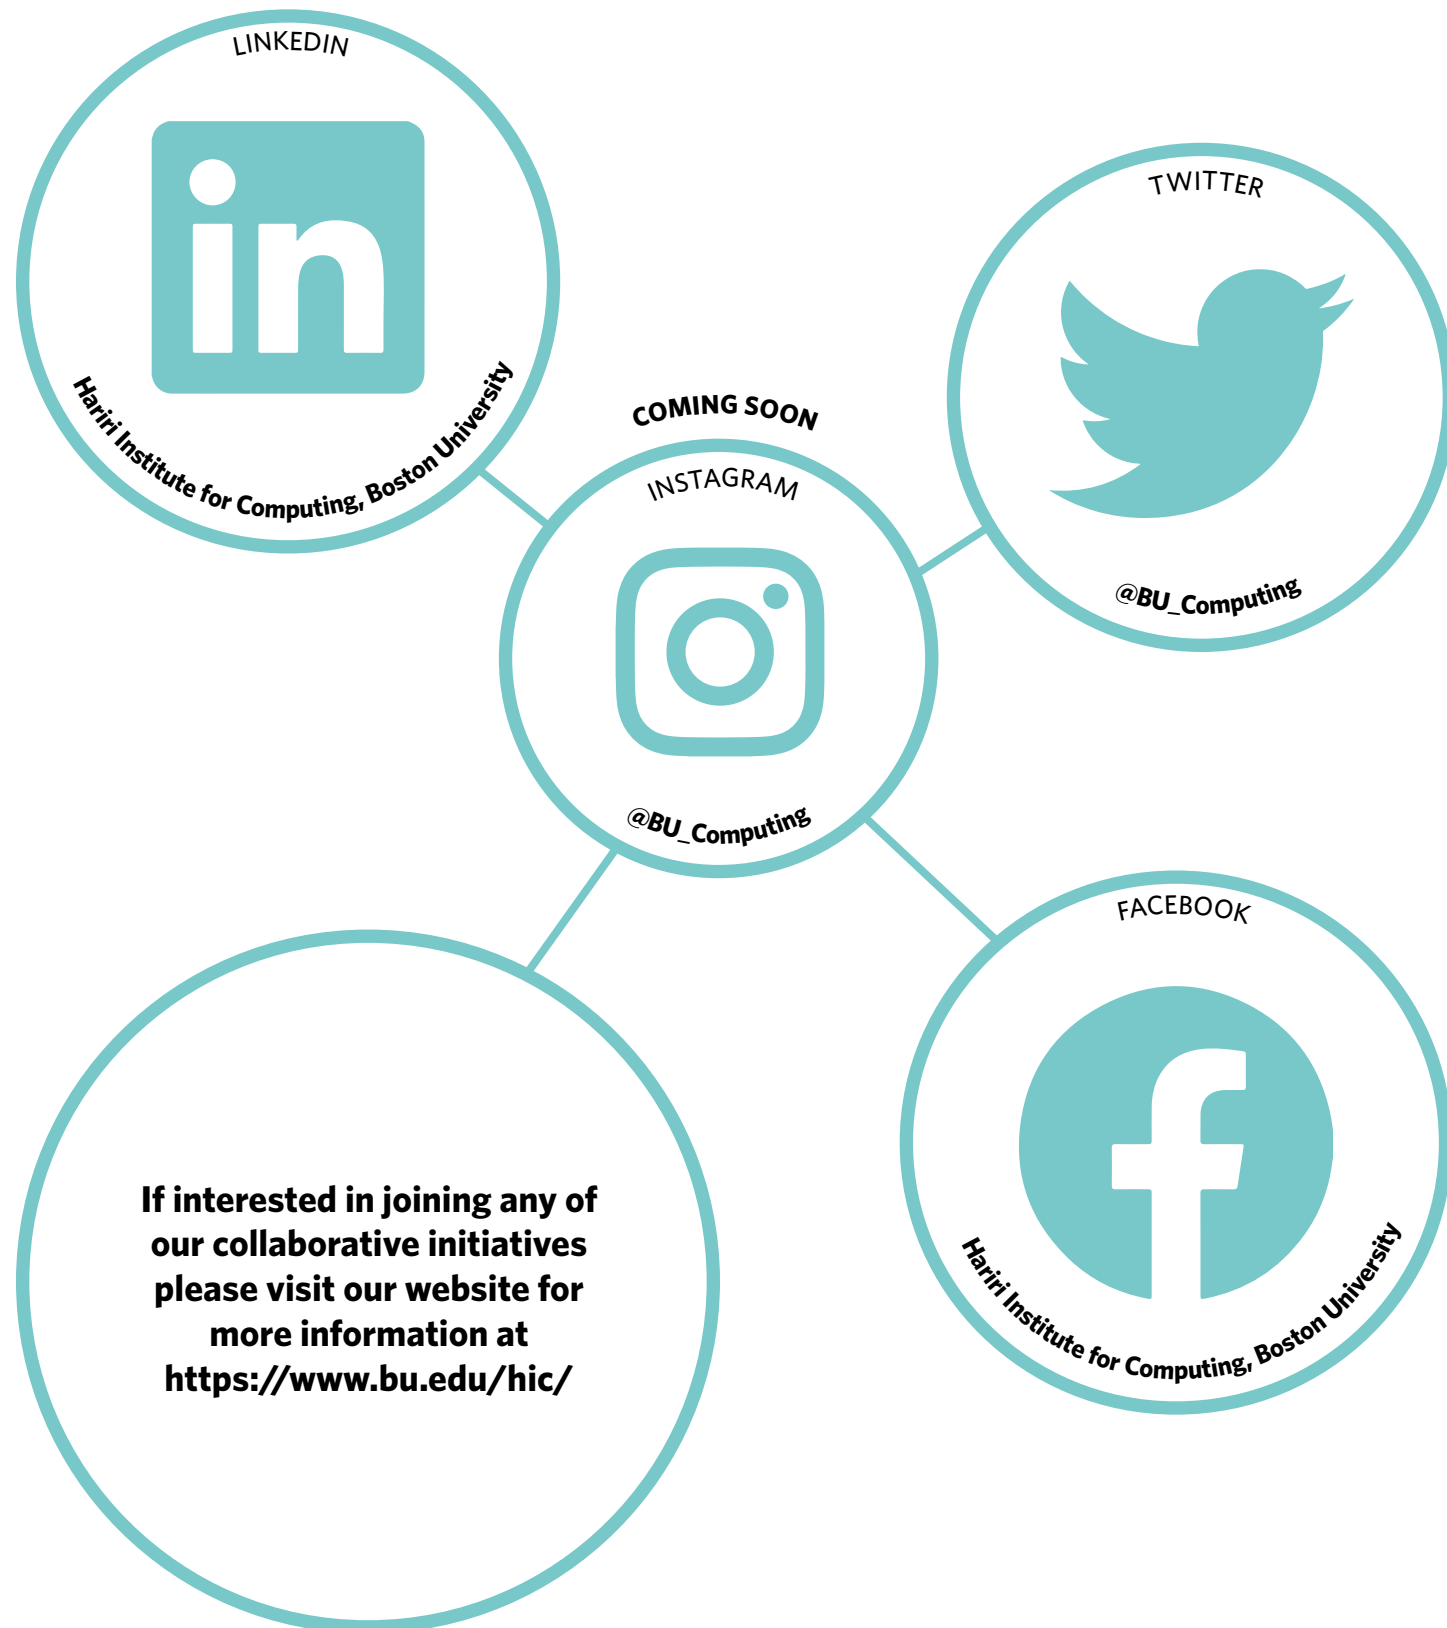 LINKEDIN
in
Hariri Institute for Computing, Boston University
TWITTER
@BU_Computing
COMING SOON
INSTAGRAM
@BU_Computing
FACEBOOK
f
Hariri Institute for Computing, Boston University
If interested in joining any of
our collaborative initiatives
please visit our website for
more information at
https://www.bu.edu/hic/